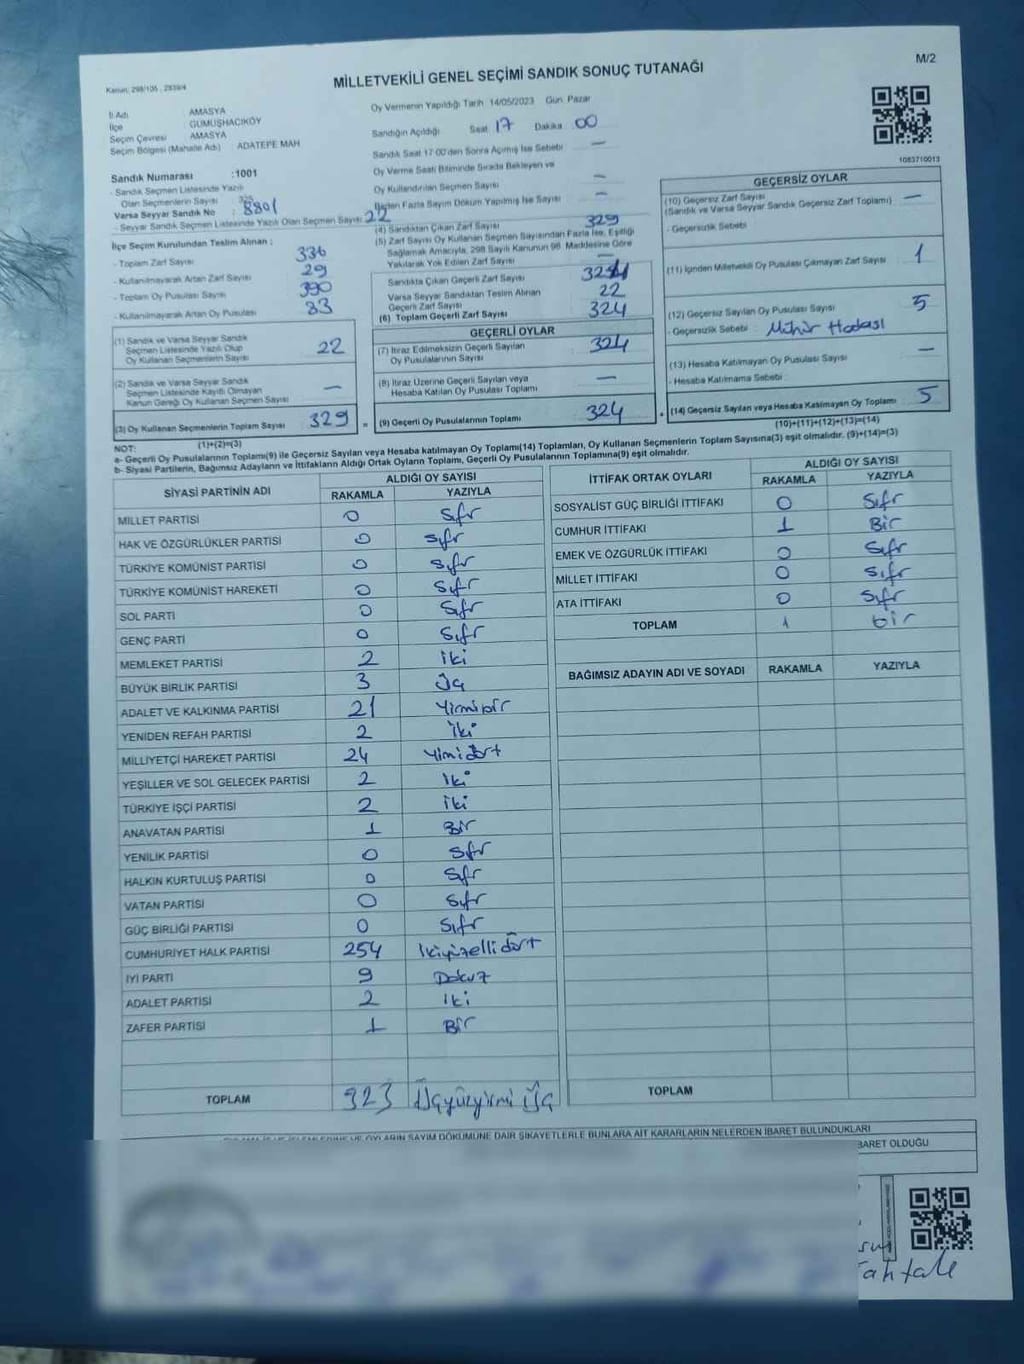 M/2
MİLLETVEKİLİ GENEL SEÇİMİ SANDIK SONUÇ TUTANAĞI
Kanun: 298/105 , 2839/4
İl Adı AMASYA
İlçe GÜMÜŞHACIKÖY
Seçim Çevresi AMASYA
Seçim Bölgesi (Mahalle Adı) ADATEPE MAH
Sandık Numarası :1001
- Sandık Seçmen Listesinde Yazılı
Olan Seçmenlerin Sayısı
Varsa Seyyar Sandık No : 8801
- Seyyar Sandık Seçmen Listesinde Yazılı Olan Seçmen Sayısı 22
Oy Vermenin Yapıldığı Tarih 14/05/2023 Gün: Pazar
Sandığın Açıldığı Saat 17 Dakika 00
Sandık Saat 17:00'den Sonra Açılmış İse Sebebi —
Oy Verme Saati Bitiminde Sırada Bekleyen ve
Oy Kullandırılan Seçmen Sayısı —
Birden Fazla Sayım Döküm Yapılmış İse Sayısı —
1083710013
İlçe Seçim Kurulundan Teslim Alınan ;
- Toplam Zarf Sayısı 336
- Kullanılmayarak Artan Zarf Sayısı 29
- Toplam Oy Pusulası Sayısı 390
- Kullanılmayarak Artan Oy Pusulası 83
(4) Sandıktan Çıkan Zarf Sayısı 329
(5) Zarf Sayısı Oy Kullanan Seçmen Sayısından Fazla İse, Eşitliği
Sağlamak Amacıyla, 298 Sayılı Kanunun 98. Maddesine Göre
Yakılarak Yok Edilen Zarf Sayısı —
Sandıkta Çıkan Geçerli Zarf Sayısı
Varsa Seyyar Sandıktan Teslim Alınan
Geçerli Zarf Sayısı 22
(6) Toplam Geçerli Zarf Sayısı 324
GEÇERSİZ OYLAR
(10) Geçersiz Zarf Sayısı —
(Sandık ve Varsa Seyyar Sandık Geçersiz Zarf Toplamı)
- Geçersizlik Sebebi
(11) İçinden Milletvekili Oy Pusulası Çıkmayan Zarf Sayısı 1
(12) Geçersiz Sayılan Oy Pusulası Sayısı 5
- Geçersizlik Sebebi Mühür Hatası
(13) Hesaba Katılmayan Oy Pusulası Sayısı —
- Hesaba Katılmama Sebebi
(14) Geçersiz Sayılan veya Hesaba Katılmayan Oy Toplamı 5
(10)+(11)+(12)+(13)=(14)
(1) Sandık ve Varsa Seyyar Sandık
Seçmen Listesinde Yazılı Olup
Oy Kullanan Seçmenlerin Sayısı 22
(2) Sandık ve Varsa Seyyar Sandık
Seçmen Listesinde Kayıtlı Olmayan
Kanun Gereği Oy Kullanan Seçmen Sayısı —
(3) Oy Kullanan Seçmenlerin Toplam Sayısı 329
(1)+(2)=(3)
GEÇERLİ OYLAR
(7) İtiraz Edilmeksizin Geçerli Sayılan
Oy Pusulalarının Sayısı 324
(8) İtiraz Üzerine Geçerli Sayılan veya
Hesaba Katılan Oy Pusulası Toplamı —
= (9) Geçerli Oy Pusulalarının Toplamı 324 +
NOT:
a- Geçerli Oy Pusulalarının Toplamı(9) ile Geçersiz Sayılan veya Hesaba katılmayan Oy Toplamı(14) Toplamları, Oy Kullanan Seçmenlerin Toplam Sayısına(3) eşit olmalıdır. (9)+(14)=(3)
b- Siyasi Partilerin, Bağımsız Adayların ve İttifakların Aldığı Ortak Oyların Toplamı, Geçerli Oy Pusulalarının Toplamına(9) eşit olmalıdır.
SİYASİ PARTİNİN ADI ALDIĞI OY SAYISI
RAKAMLA YAZIYLA
MİLLET PARTİSİ 0 Sıfır
HAK VE ÖZGÜRLÜKLER PARTİSİ 0 Sıfır
TÜRKİYE KOMÜNİST PARTİSİ 0 Sıfır
TÜRKİYE KOMÜNİST HAREKETİ 0 Sıfır
SOL PARTİ 0 Sıfır
GENÇ PARTİ 0 Sıfır
MEMLEKET PARTİSİ 2 iki
BÜYÜK BİRLİK PARTİSİ 3 Üç
ADALET VE KALKINMA PARTİSİ 21 Yirmibir
YENİDEN REFAH PARTİSİ 2 İki
MİLLİYETÇİ HAREKET PARTİSİ 24 Yirmidört
YEŞİLLER VE SOL GELECEK PARTİSİ 2 İki
TÜRKİYE İŞÇİ PARTİSİ 2 İki
ANAVATAN PARTİSİ 1 Bir
YENİLİK PARTİSİ 0 Sıfır
HALKIN KURTULUŞ PARTİSİ 0 Sıfır
VATAN PARTİSİ 0 Sıfır
GÜÇ BİRLİĞİ PARTİSİ 0 Sıfır
CUMHURİYET HALK PARTİSİ 254 İkiyüzellidört
İYİ PARTİ 9 Dokuz
ADALET PARTİSİ 2 İki
ZAFER PARTİSİ 1 Bir
TOPLAM 323 Üçyüzyirmi Üç
İTTİFAK ORTAK OYLARI ALDIĞI OY SAYISI
RAKAMLA YAZIYLA
SOSYALİST GÜÇ BİRLİĞİ İTTİFAKI 0 Sıfır
CUMHUR İTTİFAKI 1 Bir
EMEK VE ÖZGÜRLÜK İTTİFAKI 0 Sıfır
MİLLET İTTİFAKI 0 Sıfır
ATA İTTİFAKI 0 Sıfır
TOPLAM 1 bir
BAĞIMSIZ ADAYIN ADI VE SOYADI RAKAMLA YAZIYLA
TOPLAM
OYLARIN SAYIM DÖKÜMÜNE DAİR ŞİKAYETLERLE BUNLARA AİT KARARLARIN NELERDEN İBARET BULUNDUKLARI
İBARET OLDUĞU